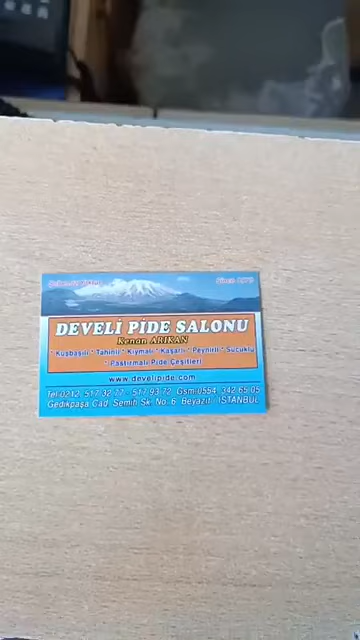 DEVELİ PİDE SALONU
Kenan ARIKAN
* Kuşbaşılı * Tahinli * Kıymalı * Kaşarlı * Peynirli * Sucuklu
* Pastırmalı Pide Çeşitleri
www.develipide.com
Tel:0212. 517 32 77 - 517 93 72 Gsm:0554. 342 65 05
Gedikpaşa Cad. Semiti Sk. No. 6 Beyazıt / İSTANBUL